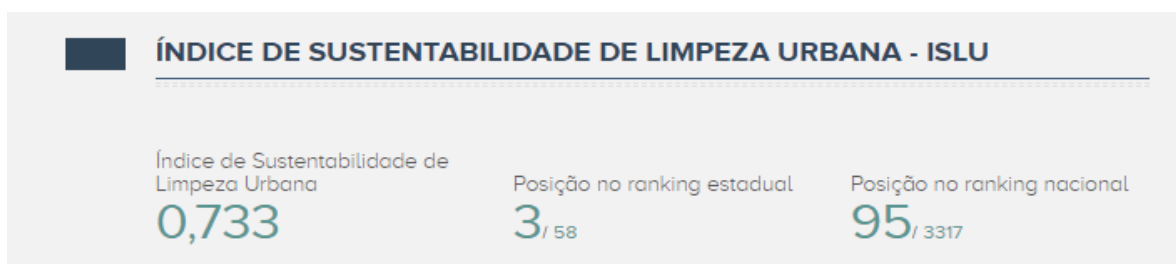 ÍNDICE DE SUSTENTABILIDADE DE LIMPEZA URBANA - ISLU
Índice de Sustentabilidade de
Limpeza Urbana
0,733
Posição no ranking estadual
3/ 58
Posição no ranking nacional
95/ 3317